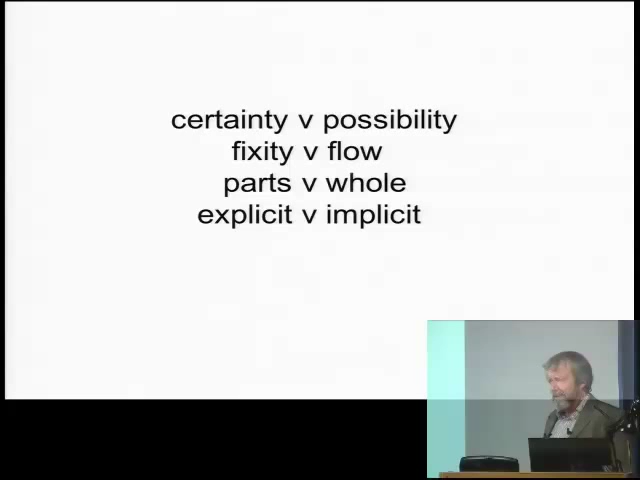 certainty v possibility
fixity v flow
parts v whole
explicit v implicit